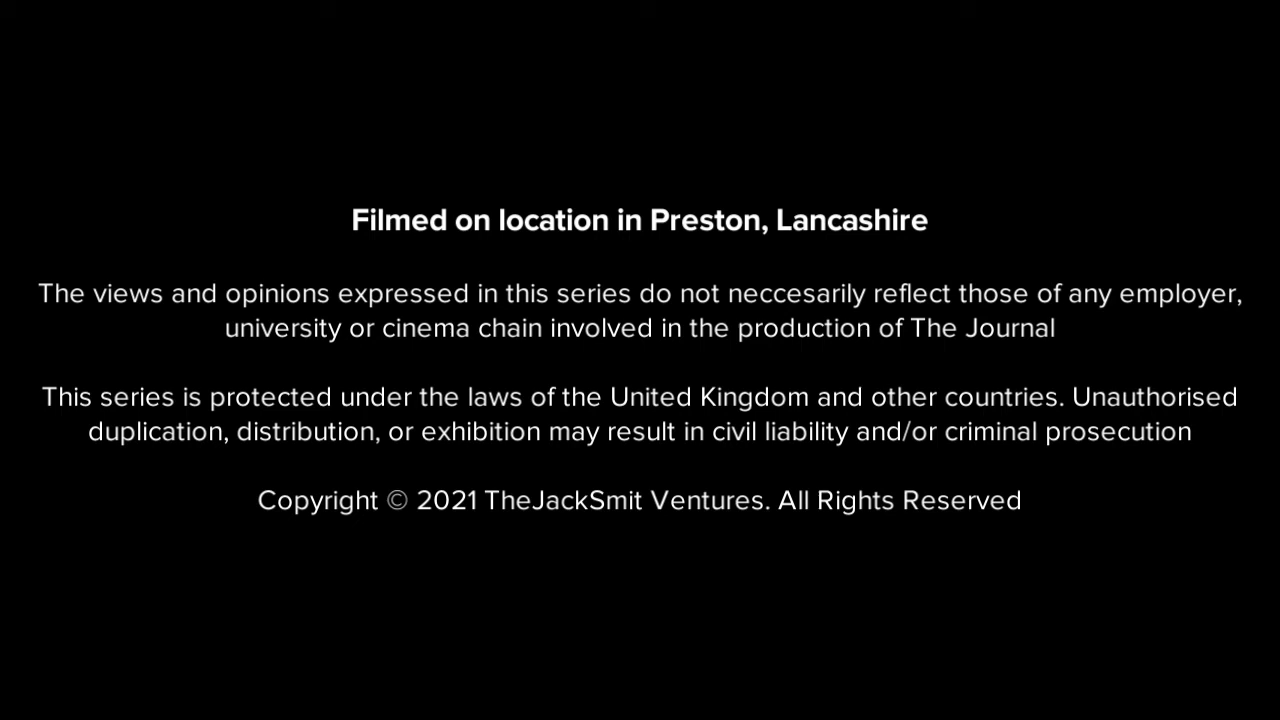 Filmed on location in Preston, Lancashire
The views and opinions expressed in this series do not neccesarily reflect those of any employer,
university or cinema chain involved in the production of The Journal
This series is protected under the laws of the United Kingdom and other countries. Unauthorised
duplication, distribution, or exhibition may result in civil liability and/or criminal prosecution
Copyright © 2021 TheJackSmit Ventures. All Rights Reserved